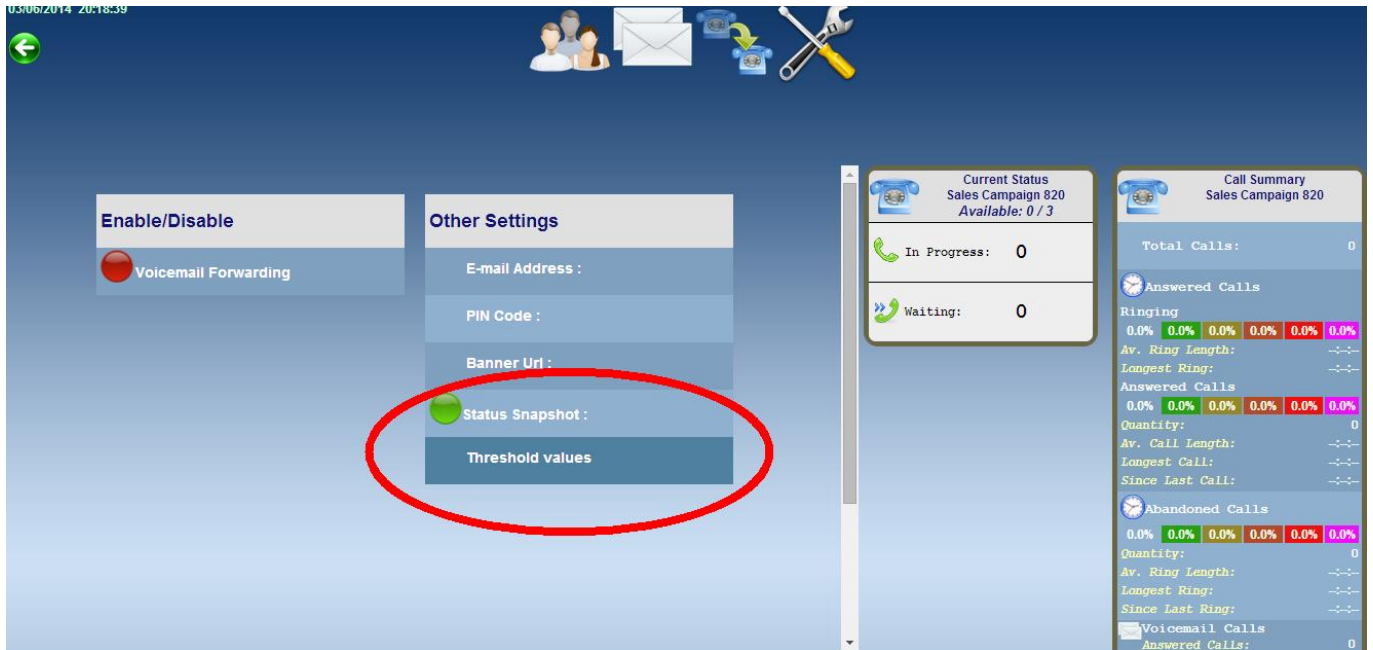 03/06/2014 20:18:39
Enable/Disable
Voicemail Forwarding
Other Settings
E-mail Address :
PIN Code :
Banner Url :
Status Snapshot :
Threshold values
Current Status
Sales Campaign 820
Available: 0 / 3
In Progress: 0
Waiting: 0
Call Summary
Sales Campaign 820
Total Calls: 0
Answered Calls
Ringing
0.0% 0.0% 0.0% 0.0% 0.0% 0.0%
Av. Ring Length: --:--:--
Longest Ring: --:--:--
Answered Calls
0.0% 0.0% 0.0% 0.0% 0.0% 0.0%
Quantity: 0
Av. Call Length: --:--:--
Longest Call: --:--:--
Since Last Call: --:--:--
Abandoned Calls
0.0% 0.0% 0.0% 0.0% 0.0% 0.0%
Quantity: 0
Av. Ring Length: --:--:--
Longest Ring: --:--:--
Since Last Ring: --:--:--
Voicemail Calls
Answered Calls: 0